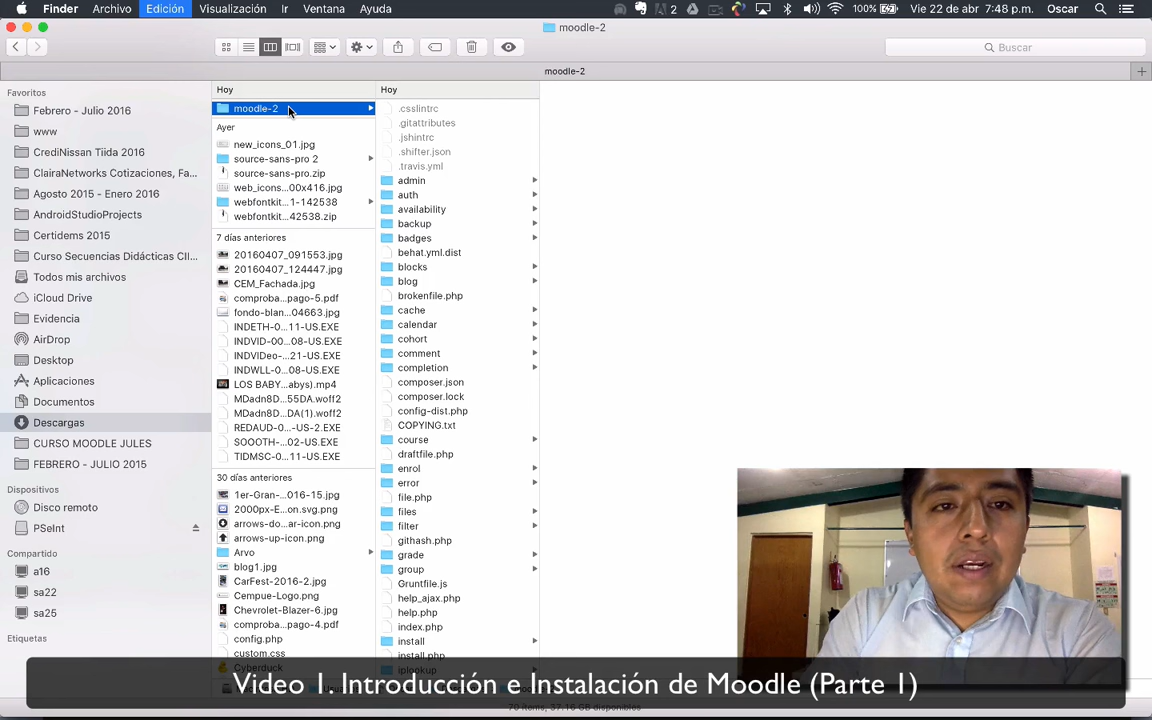 Finder Archivo Edición Visualización Ir Ventana Ayuda 2 100% Vie 22 de abr 7:48 p.m. Oscar
moodle-2
Buscar
moodle-2
Favoritos
Febrero - Julio 2016
www
CrediNissan Tiida 2016
ClairaNetworks Cotizaciones, Fa...
Agosto 2015 - Enero 2016
AndroidStudioProjects
Certidems 2015
Curso Secuencias Didácticas CII...
Todos mis archivos
iCloud Drive
Evidencia
AirDrop
Desktop
Aplicaciones
Documentos
Descargas
CURSO MOODLE JULES
FEBRERO - JULIO 2015
Dispositivos
Disco remoto
PSeInt
Compartido
a16
sa22
sa25
Etiquetas
Hoy
moodle-2
Ayer
new_icons_01.jpg
source-sans-pro 2
source-sans-pro.zip
web_icons...00x416.jpg
webfontkit...1-142538
webfontkit...42538.zip
7 días anteriores
20160407_091553.jpg
20160407_124447.jpg
CEM_Fachada.jpg
comproba...pago-5.pdf
fondo-blan...04663.jpg
INDETH-0...11-US.EXE
INDVID-00...08-US.EXE
INDVIDeo-...21-US.EXE
INDWLL-0...08-US.EXE
LOS BABY...abys).mp4
MDadn8D...55DA.woff2
MDadn8D...DA(1).woff2
REDAUD-0...US-2.EXE
SOOOTH-...02-US.EXE
TIDMSC-0...11-US.EXE
30 días anteriores
1er-Gran-...016-15.jpg
2000px-E...on.svg.png
arrows-do...ar-icon.png
arrows-up-icon.png
Arvo
blog1.jpg
CarFest-2016-2.jpg
Cempue-Logo.png
Chevrolet-Blazer-6.jpg
comproba...pago-4.pdf
config.php
custom.css
Cyberduck
Hoy
.csslintrc
.gitattributes
.jshintrc
.shifter.json
.travis.yml
admin
auth
availability
backup
badges
behat.yml.dist
blocks
blog
brokenfile.php
cache
calendar
cohort
comment
completion
composer.json
composer.lock
config-dist.php
COPYING.txt
course
draftfile.php
enrol
error
file.php
files
filter
githash.php
grade
group
Gruntfile.js
help_ajax.php
help.php
index.php
install
install.php
iplookup
Video 1. Introducción e Instalación de Moodle (Parte 1)